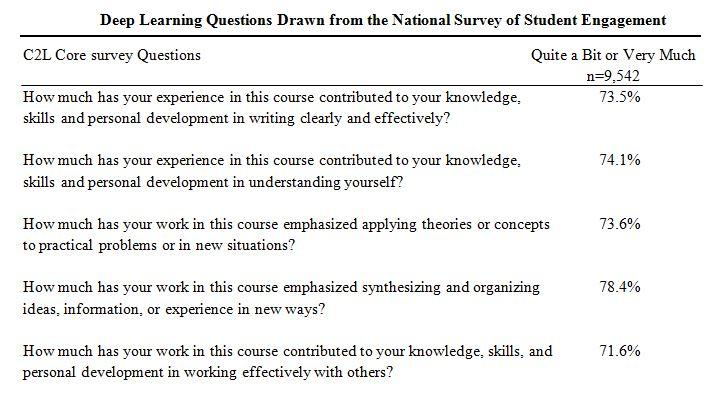 Deep Learning Questions Drawn from the National Survey of Student Engagement
C2L Core survey Questions Quite a Bit or Very Much
n=9,542
How much has your experience in this course contributed to your knowledge, 73.5%
skills and personal development in writing clearly and effectively?
How much has your experience in this course contributed to your knowledge, 74.1%
skills and personal development in understanding yourself?
How much has your work in this course emphasized applying theories or concepts 73.6%
to practical problems or in new situations?
How much has your work in this course emphasized synthesizing and organizing 78.4%
ideas, information, or experience in new ways?
How much has your work in this course contributed to your knowledge, skills, and 71.6%
personal development in working effectively with others?